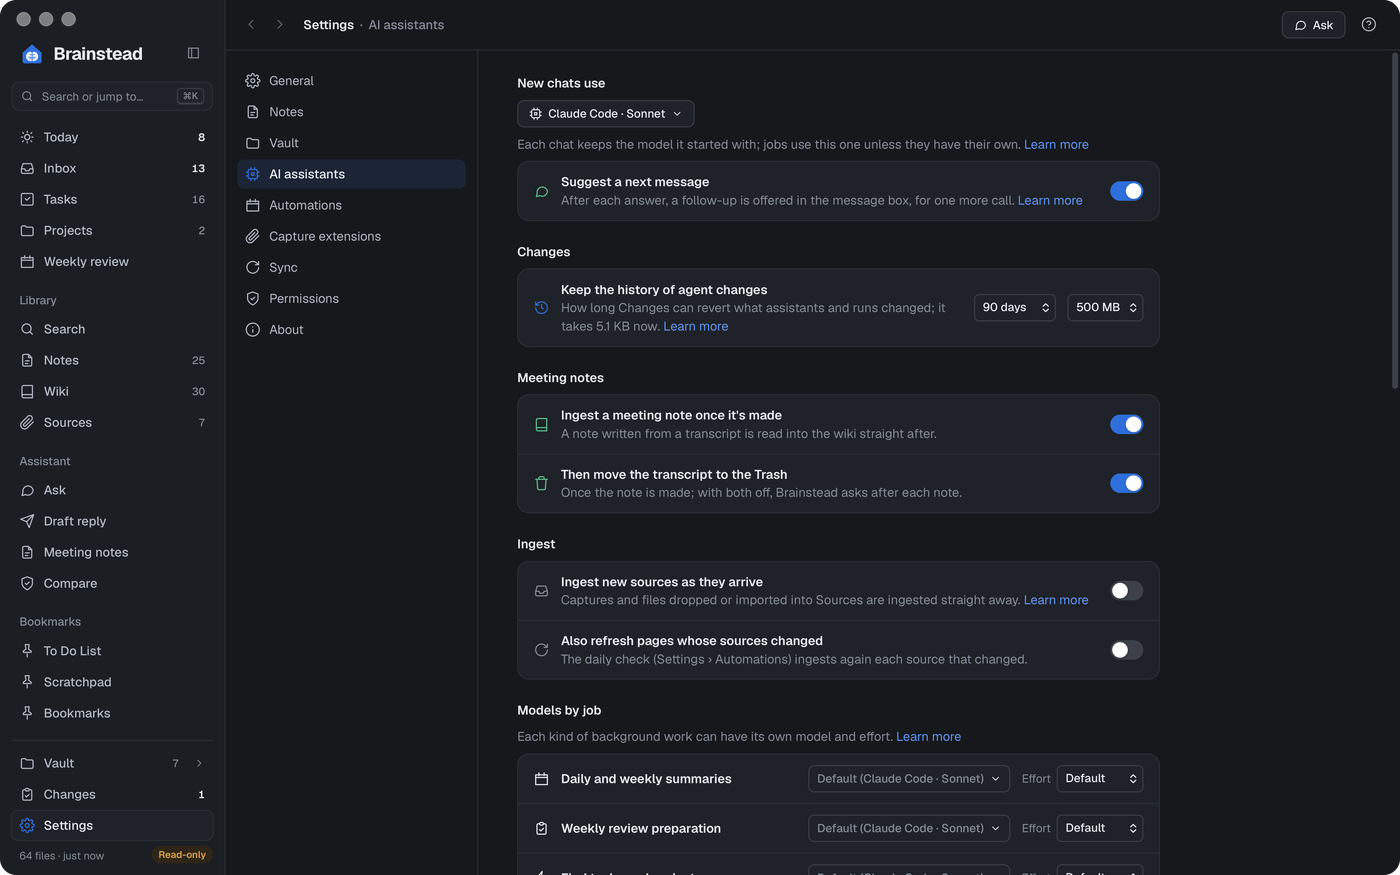 Brainstead
Search or jump to... ⌘K
Today 8
Inbox 13
Tasks 16
Projects 2
Weekly review
Library
Search
Notes 25
Wiki 30
Sources 7
Assistant
Ask
Draft reply
Meeting notes
Compare
Bookmarks
To Do List
Scratchpad
Bookmarks
Vault 7
Changes 1
Settings
64 files · just now Read-only
Settings · AI assistants
Ask
General
Notes
Vault
AI assistants
Automations
Capture extensions
Sync
Permissions
About
New chats use
Claude Code · Sonnet
Each chat keeps the model it started with; jobs use this one unless they have their own. Learn more
Suggest a next message
After each answer, a follow-up is offered in the message box, for one more call. Learn more
Changes
Keep the history of agent changes
How long Changes can revert what assistants and runs changed; it
takes 5.1 KB now. Learn more
90 days 500 MB
Meeting notes
Ingest a meeting note once it's made
A note written from a transcript is read into the wiki straight after.
Then move the transcript to the Trash
Once the note is made; with both off, Brainstead asks after each note.
Ingest
Ingest new sources as they arrive
Captures and files dropped or imported into Sources are ingested straight away. Learn more
Also refresh pages whose sources changed
The daily check (Settings › Automations) ingests again each source that changed.
Models by job
Each kind of background work can have its own model and effort. Learn more
Daily and weekly summaries Default (Claude Code · Sonnet) Effort Default
Weekly review preparation Default (Claude Code · Sonnet) Effort Default